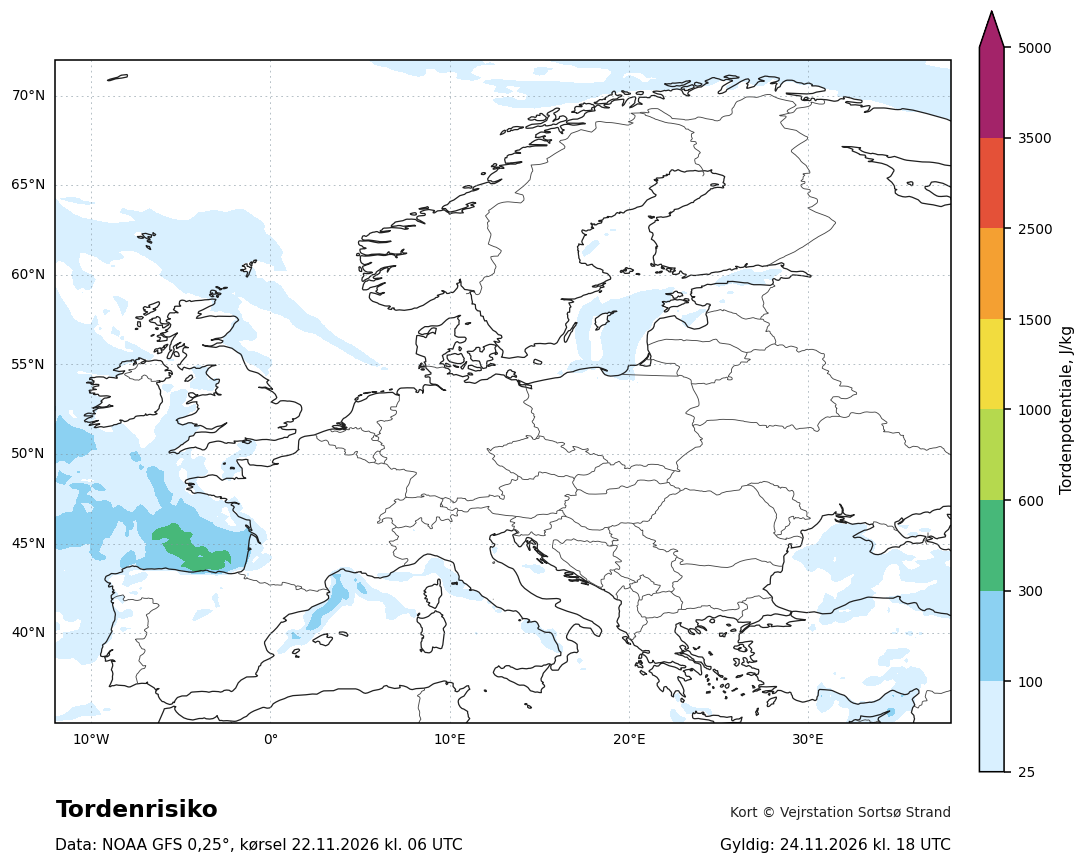 5000
3500
2500
1500
1000
600
300
100
25
Tordenpotentiale, J/kg
70°N
65°N
60°N
55°N
50°N
45°N
40°N
10°W
0°
10°E
20°E
30°E
Tordenrisiko
Kort © Vejrstation Sortsø Strand
Data: NOAA GFS 0,25°, kørsel 22.11.2026 kl. 06 UTC
Gyldig: 24.11.2026 kl. 18 UTC